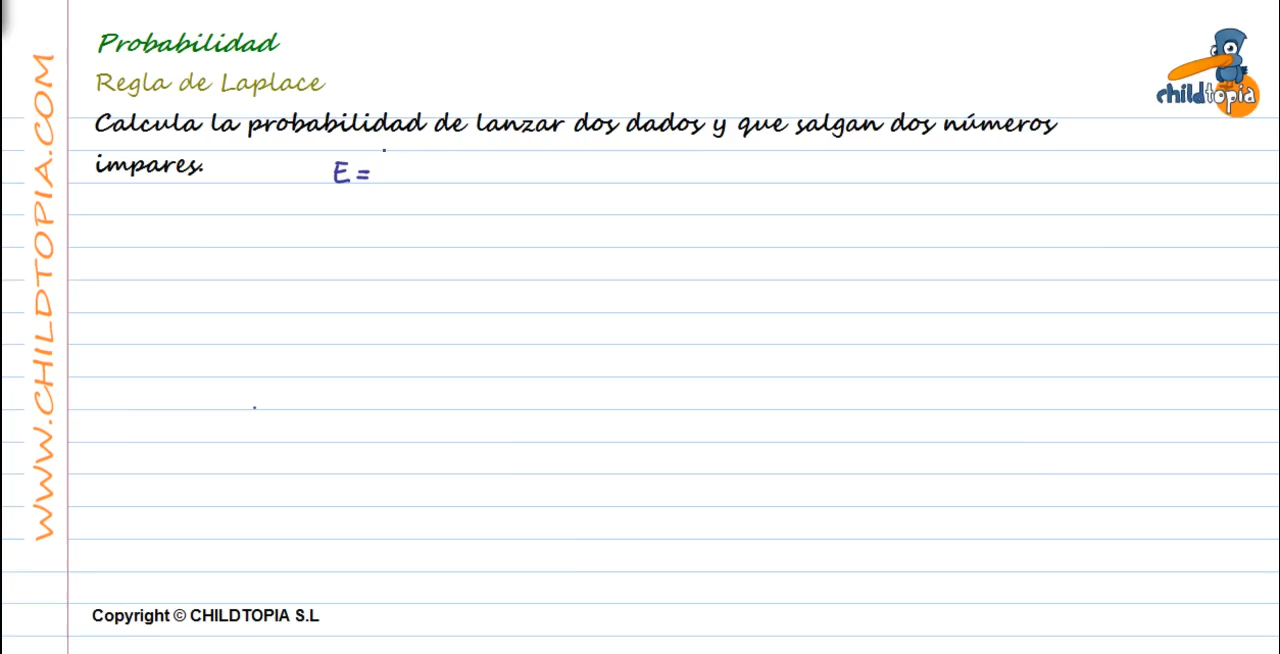 Probabilidad
Regla de Laplace
Calcula la probabilidad de lanzar dos dados y que salgan dos números
impares.
E =
childtopia
WWW.CHILDTOPIA.COM
Copyright © CHILDTOPIA S.L